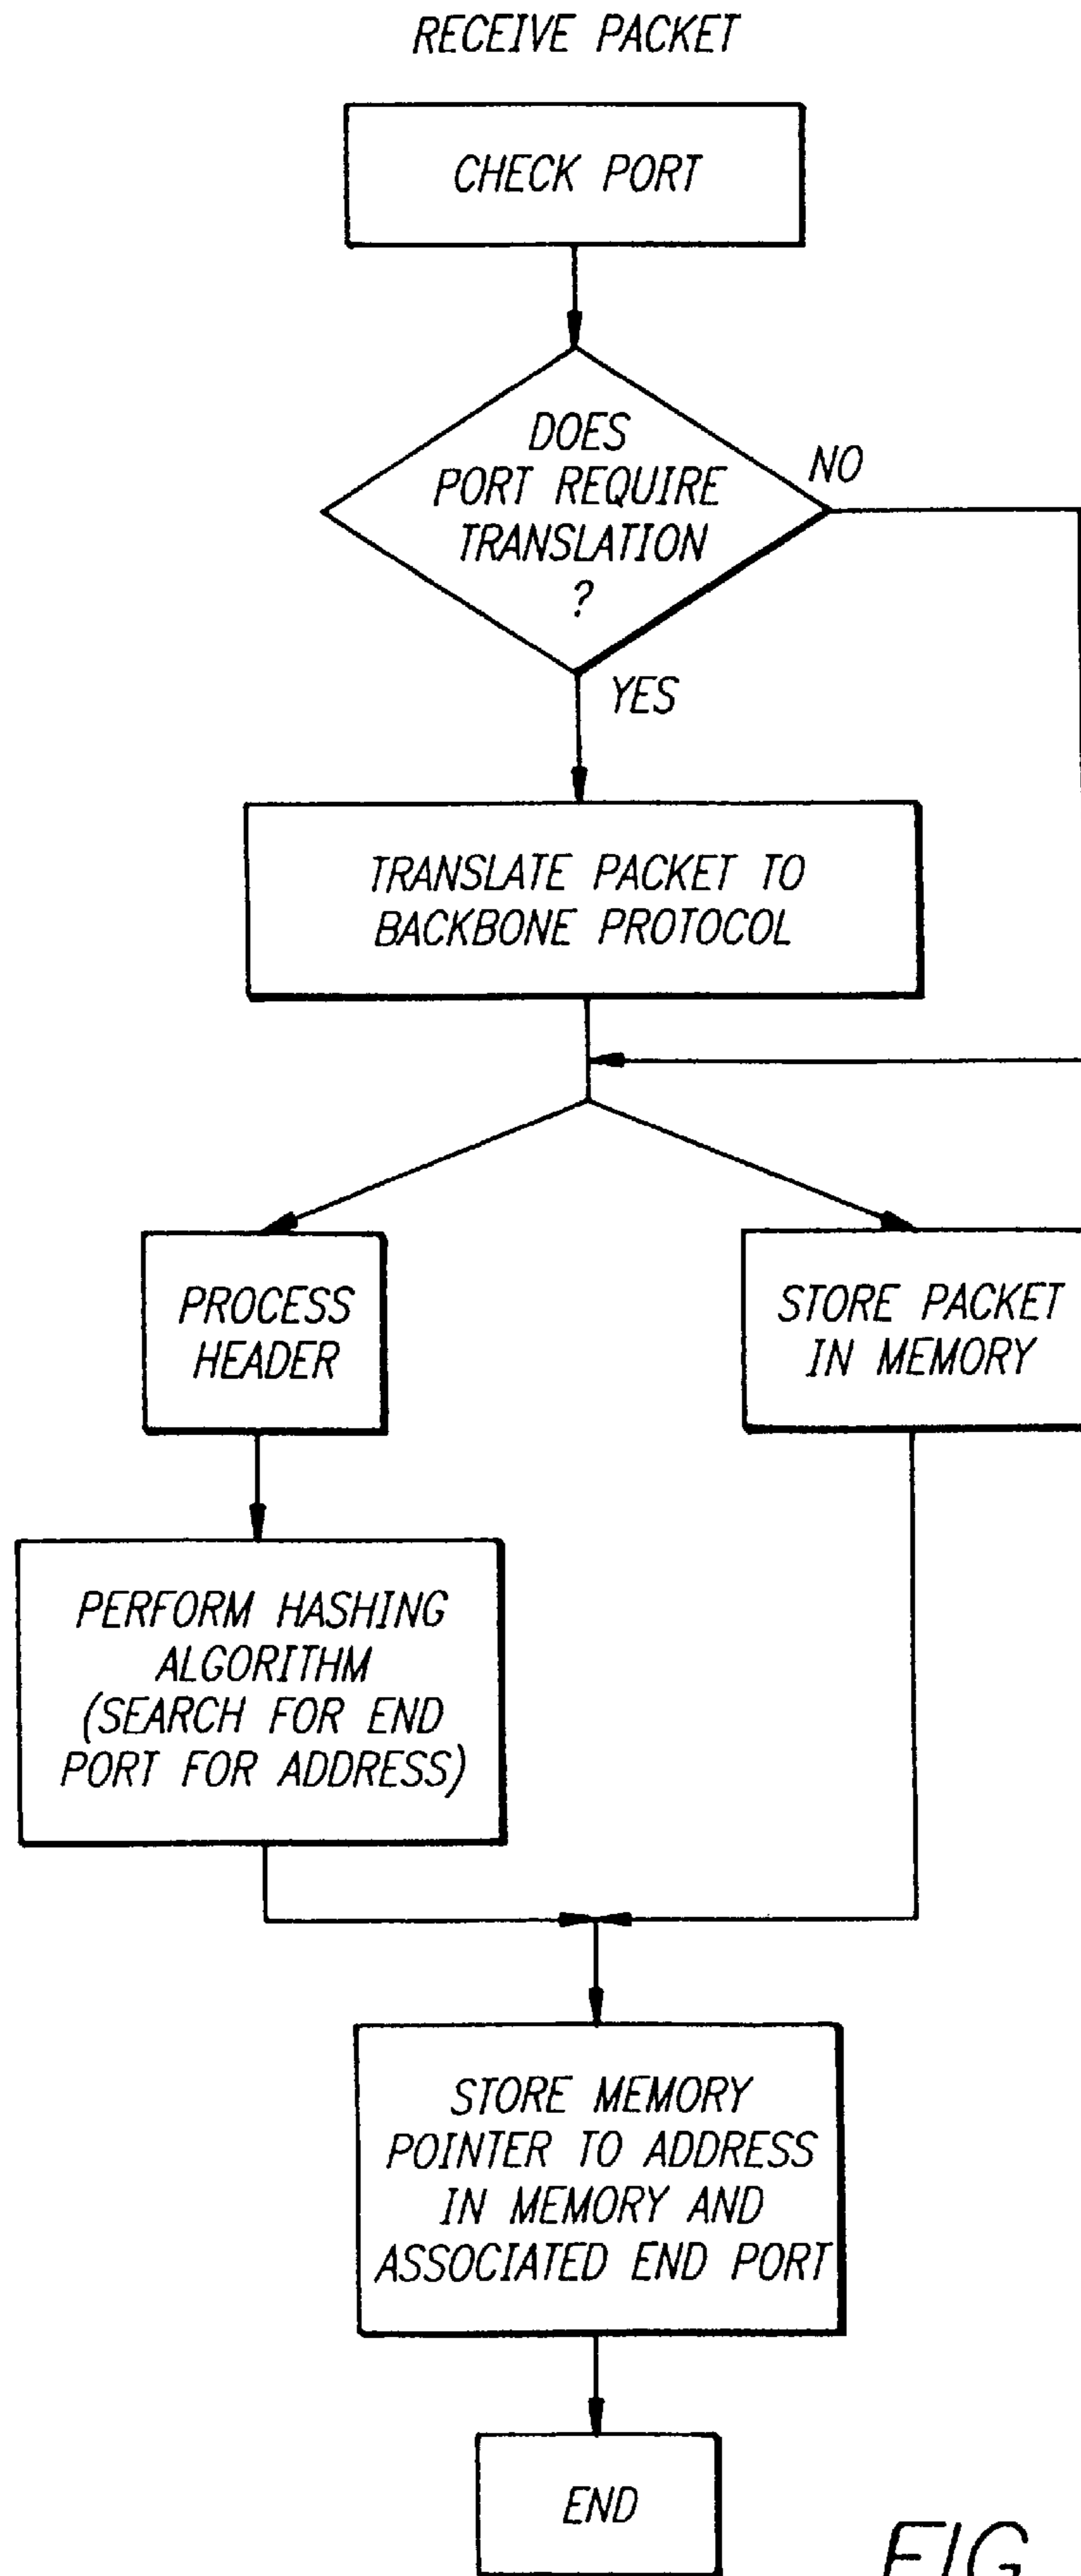 RECEIVE PACKET
CHECK PORT
DOES
PORT REQUIRE
TRANSLATION
?
NO
YES
TRANSLATE PACKET TO
BACKBONE PROTOCOL
PROCESS
HEADER
STORE PACKET
IN MEMORY
PERFORM HASHING
ALGORITHM
(SEARCH FOR END
PORT FOR ADDRESS)
STORE MEMORY
POINTER TO ADDRESS
IN MEMORY AND
ASSOCIATED END PORT
END
FIG